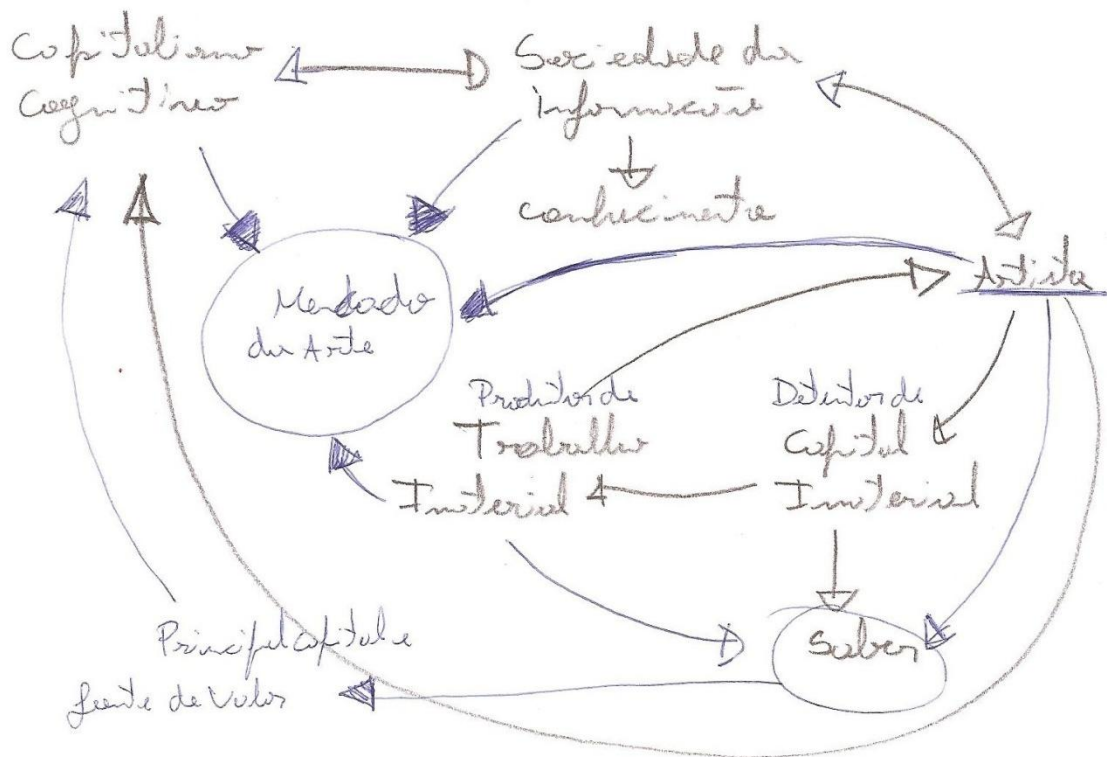 Capitalismo
Cognitivo
Sociedade da
Informação
Conhecimento
Artista
Mercado
da Arte
Produtor de
Trabalho
Imaterial
Detentor de
Capital
Imaterial
Saber
Principal capital e
fonte de Valor